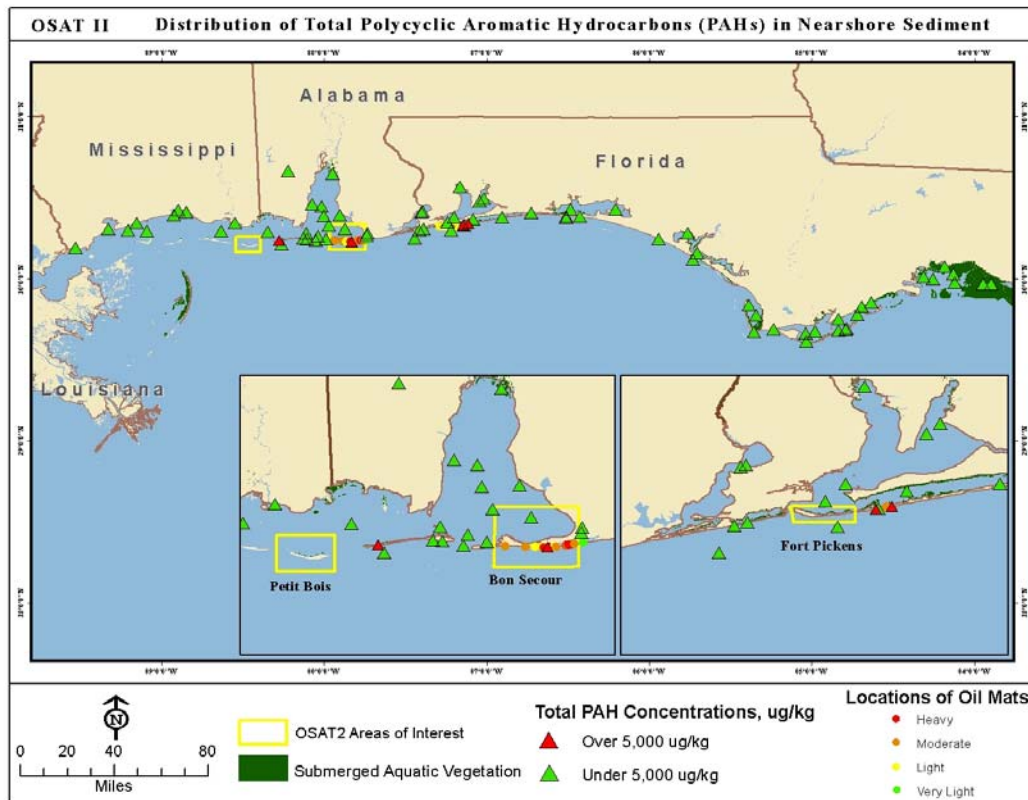 OSAT II Distribution of Total Polycyclic Aromatic Hydrocarbons (PAHs) in Nearshore Sediment
Alabama
Mississippi
Florida
Louisiana
Petit Bois
Bon Secour
Fort Pickens
N
0 20 40 80
Miles
OSAT2 Areas of Interest
Submerged Aquatic Vegetation
Total PAH Concentrations, ug/kg
Over 5,000 ug/kg
Under 5,000 ug/kg
Locations of Oil Mats
Heavy
Moderate
Light
Very Light